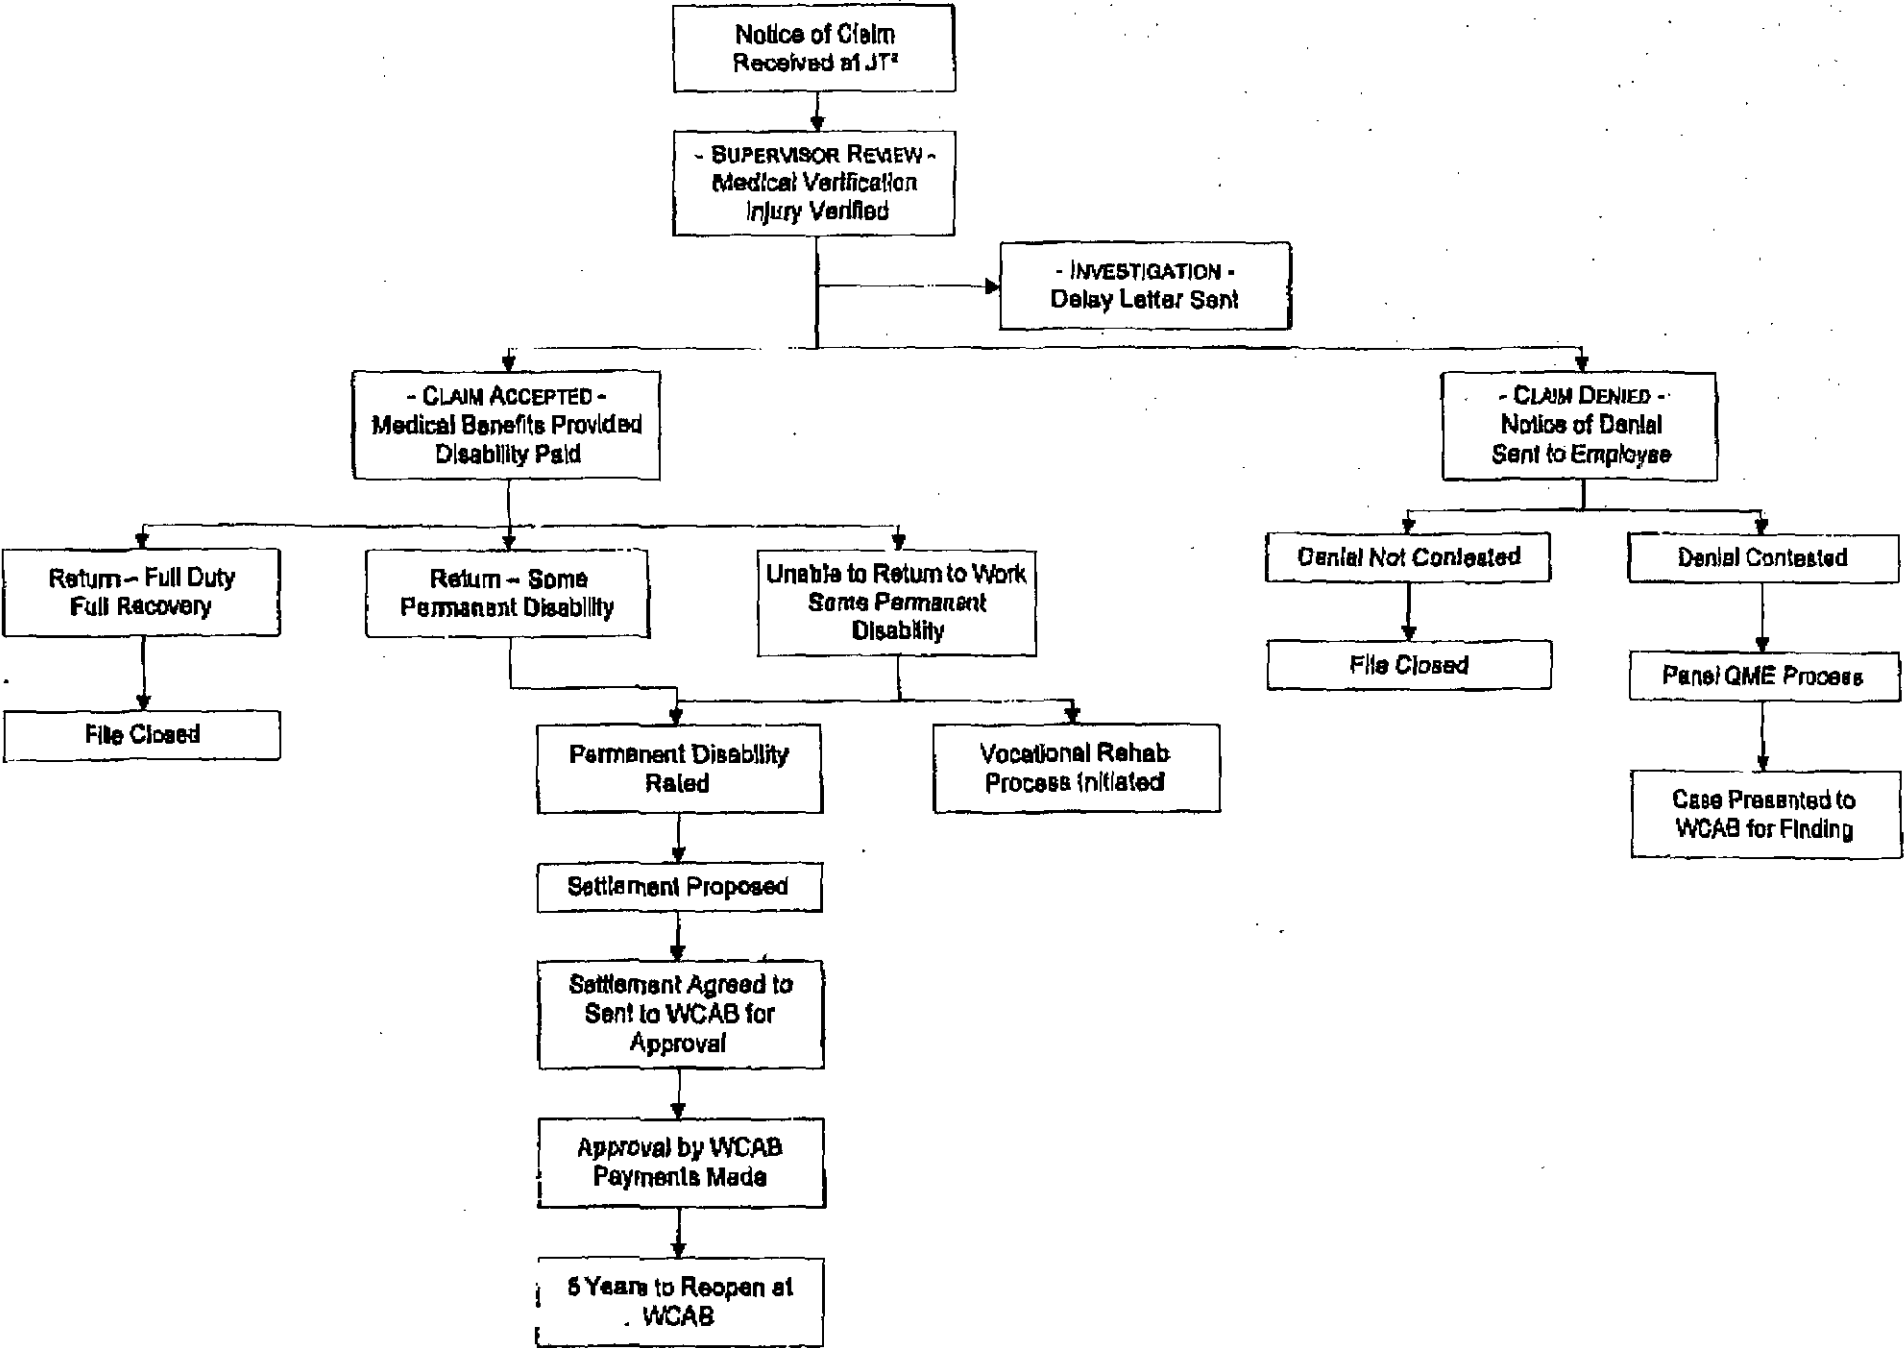 Notice of Claim
Received at JT²
- SUPERVISOR REVIEW -
Medical Verification
Injury Verified
- INVESTIGATION -
Delay Letter Sent
- CLAIM ACCEPTED -
Medical Benefits Provided
Disability Paid
- CLAIM DENIED -
Notice of Denial
Sent to Employee
Return – Full Duty
Full Recovery
Return – Some
Permanent Disability
Unable to Return to Work
Some Permanent
Disability
Denial Not Contested
Denial Contested
File Closed
Panel QME Process
File Closed
Permanent Disability
Rated
Vocational Rehab
Process Initiated
Case Presented to
WCAB for Finding
Settlement Proposed
Settlement Agreed to
Sent to WCAB for
Approval
Approval by WCAB
Payments Made
5 Years to Reopen at
WCAB